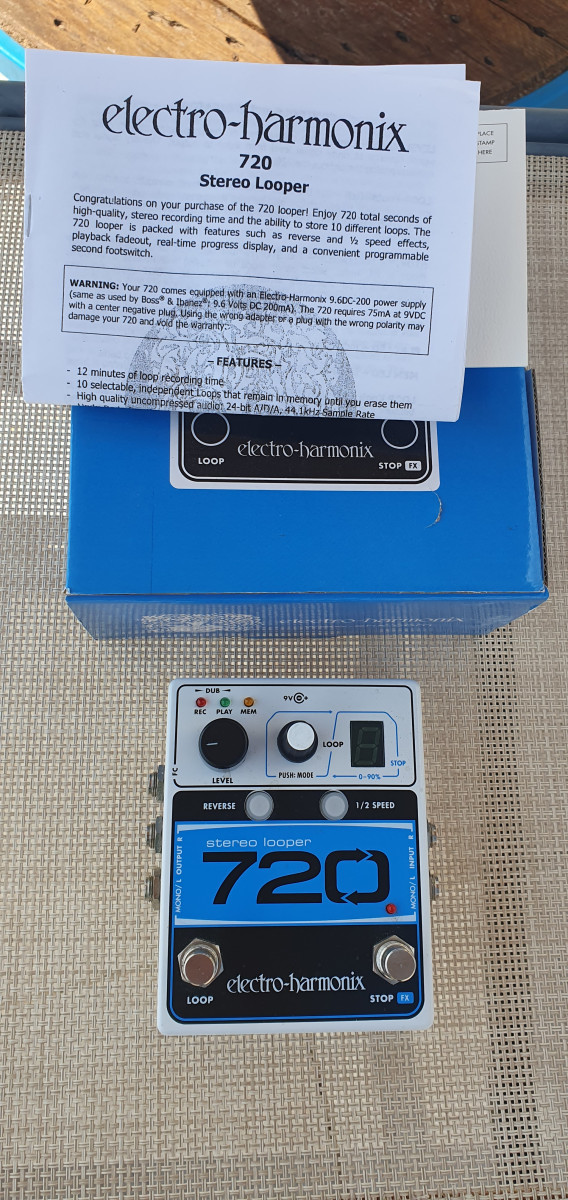 electro-harmonix
720
Stereo Looper
Congratulations on your purchase of the 720 looper! Enjoy 720 total seconds of
high-quality, stereo recording time and the ability to store 10 different loops. The
720 looper is packed with features such as reverse and ½ speed effects,
playback fadeout, real-time progress display, and a convenient programmable
second footswitch.
WARNING: Your 720 comes equipped with an Electro-Harmonix 9.6DC-200 power supply
(same as used by Boss® & Ibanez®: 9.6 Volts DC 200mA). The 720 requires 75mA at 9VDC
with a center negative plug. Using the wrong adapter or a plug with the wrong polarity may
damage your 720 and void the warranty.
– FEATURES –
- 12 minutes of loop recording time
- 10 selectable, independent Loops that remain in memory until you erase them
- High quality uncompressed audio: 24-bit A/D/A, 44.1kHz Sample Rate
PLACE
STAMP
HERE
LOOP
electro-harmonix
STOP FX
electro-harmonix
DUB
REC PLAY MEM
9V
LEVEL
LOOP
PUSH: MODE
STOP
0–90%
FC
REVERSE
1/2 SPEED
MONO/L OUTPUT R
stereo looper
720
MONO/L INPUT R
LOOP
electro-harmonix
STOP FX